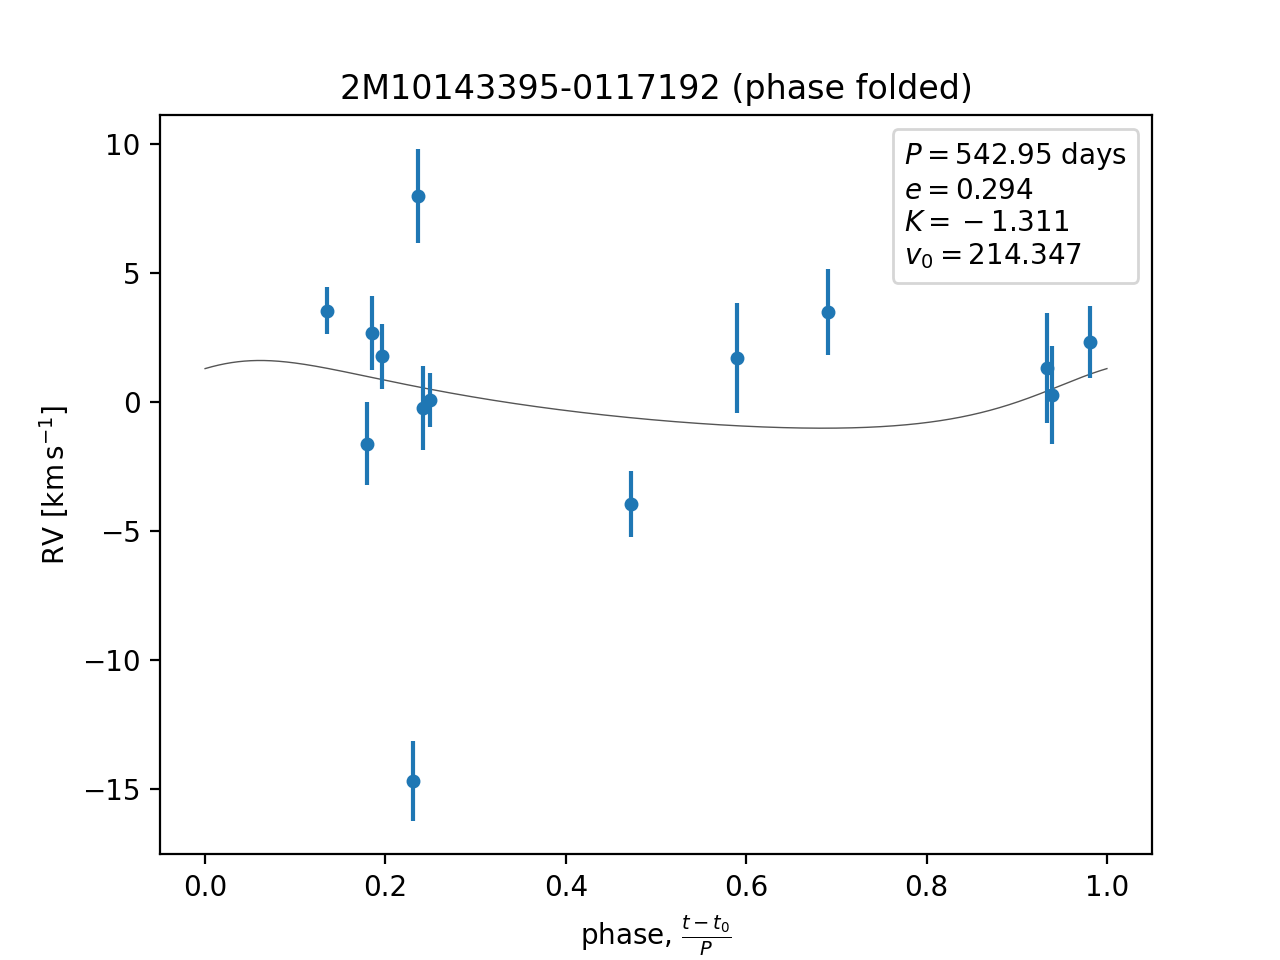 2M10143395-0117192 (phase folded)
P = 542.95 days
e = 0.294
K = −1.311
v₀ = 214.347
10
5
0
−5
−10
−15
RV [km s⁻¹]
0.0 0.2 0.4 0.6 0.8 1.0
phase, (t − t₀)/P